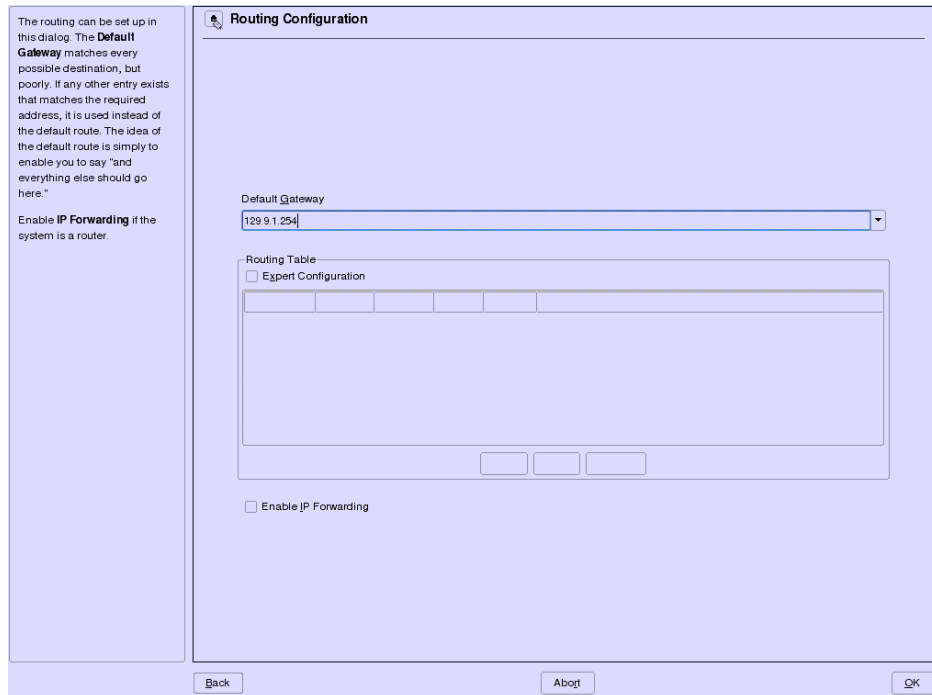 The routing can be set up in
this dialog. The Default
Gateway matches every
possible destination, but
poorly. If any other entry exists
that matches the required
address, it is used instead of
the default route. The idea of
the default route is simply to
enable you to say "and
everything else should go
here."
Enable IP Forwarding if the
system is a router.
Routing Configuration
Default Gateway
129.9.1.254
Routing Table
Expert Configuration
Enable IP Forwarding
Back
Abort
OK